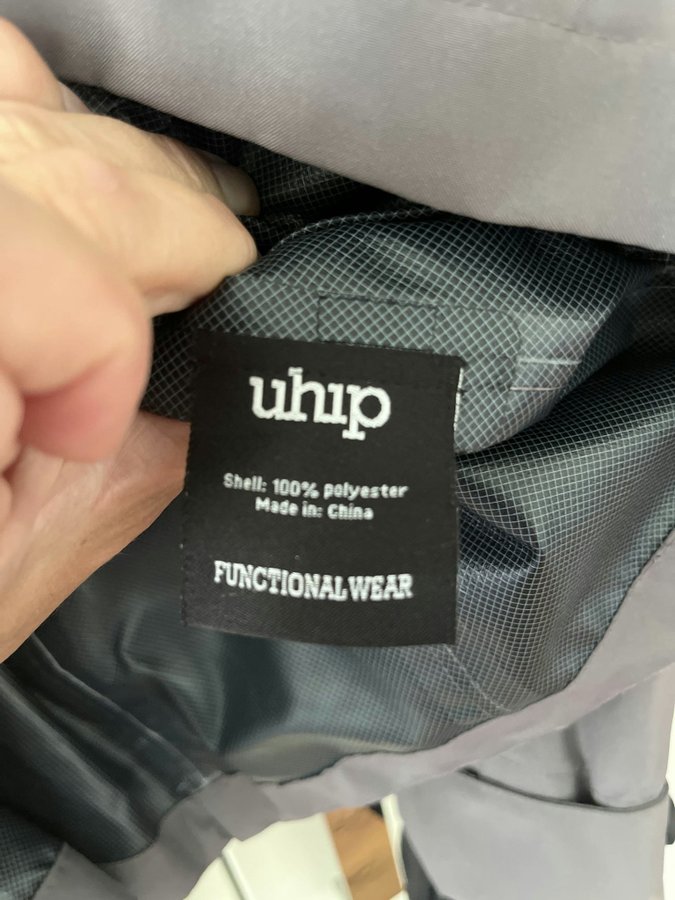 uhip
Shell: 100% polyester
Made in: China
FUNCTIONAL WEAR